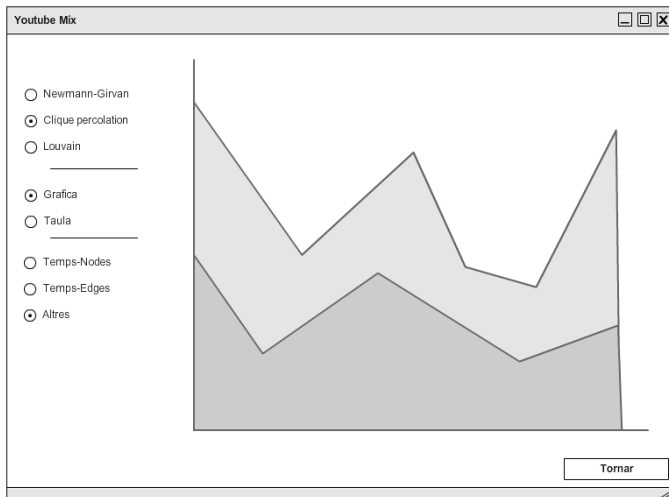 Youtube Mix
Newmann-Girvan
Clique percolation
Louvain
Grafica
Taula
Temps-Nodes
Temps-Edges
Altres
Tornar